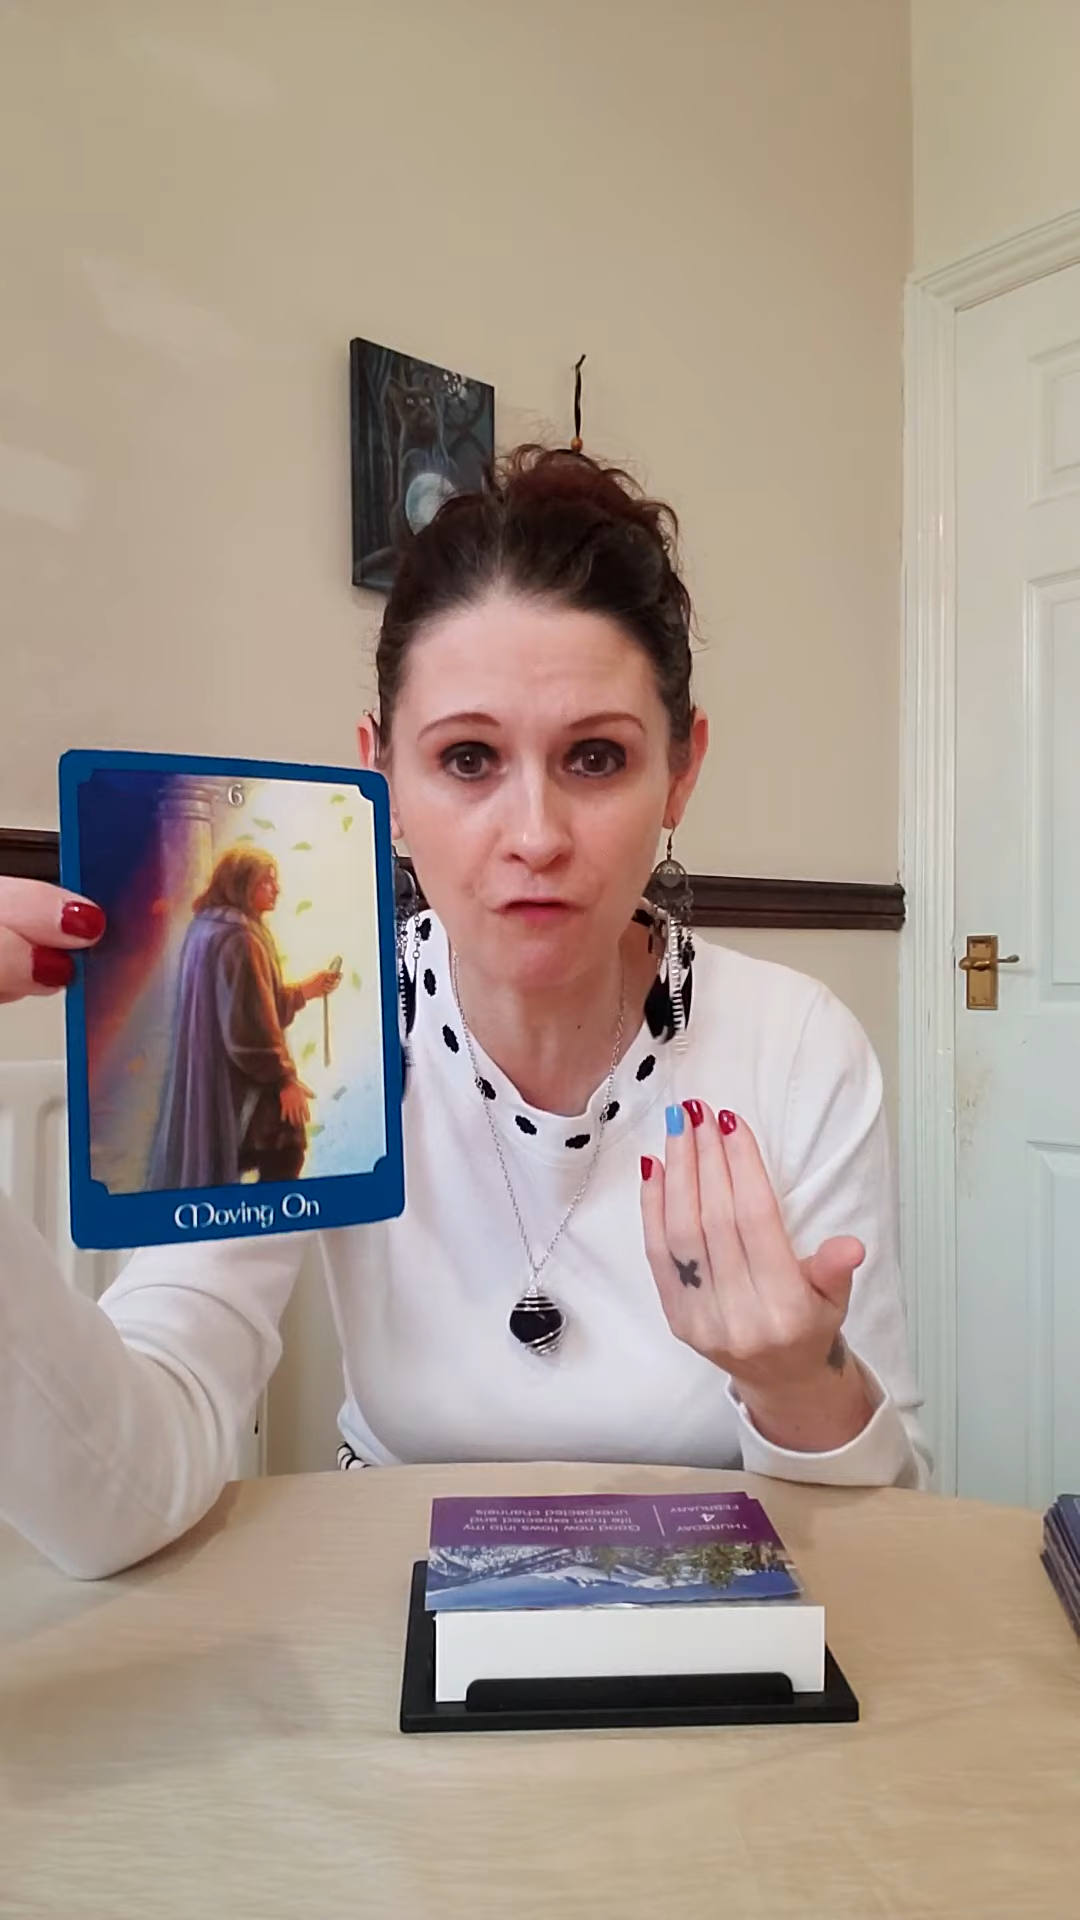 6
Moving On
THURSDAY
4
FEBRUARY
Good now flows into my
life from expected and
unexpected channels